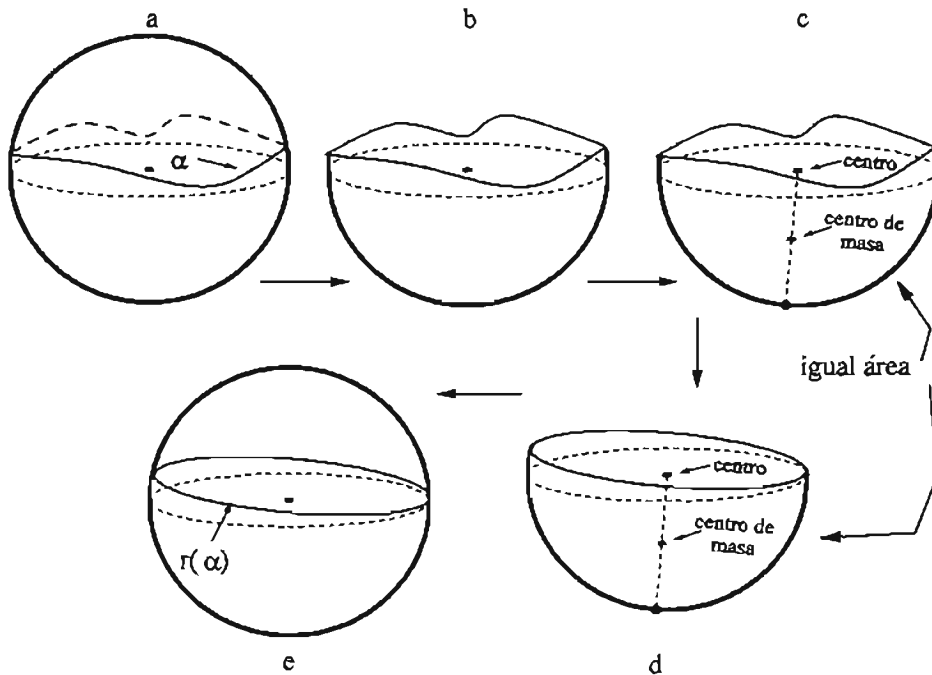 a
b
c
α
centro
centro de
masa
igual área
centro
centro de
masa
r(α)
e
d